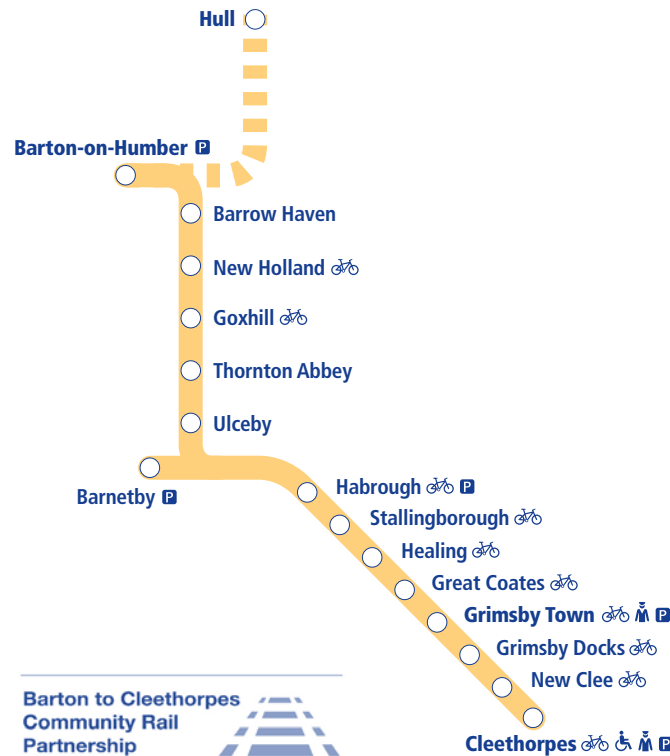 Hull
Barton-on-Humber P
Barrow Haven
New Holland
Goxhill
Thornton Abbey
Ulceby
Barnetby P
Habrough P
Stallingborough
Healing
Great Coates
Grimsby Town P
Grimsby Docks
New Clee
Cleethorpes P
Barton to Cleethorpes
Community Rail
Partnership